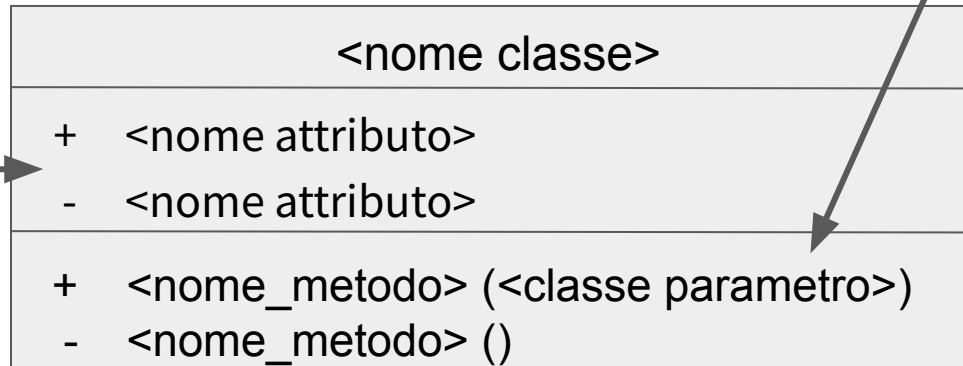 <nome classe>
+ <nome attributo>
- <nome attributo>
+ <nome_metodo> (<classe parametro>)
- <nome_metodo> ()